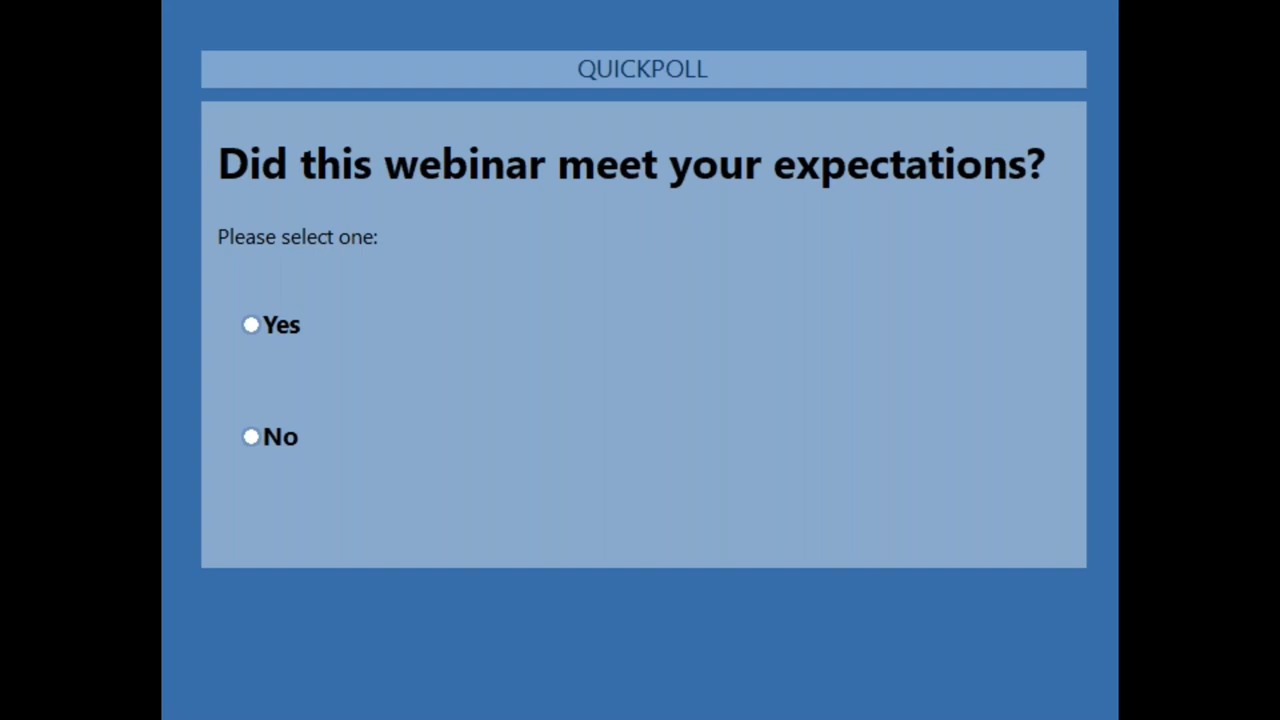 QUICKPOLL
Did this webinar meet your expectations?
Please select one:
Yes
No